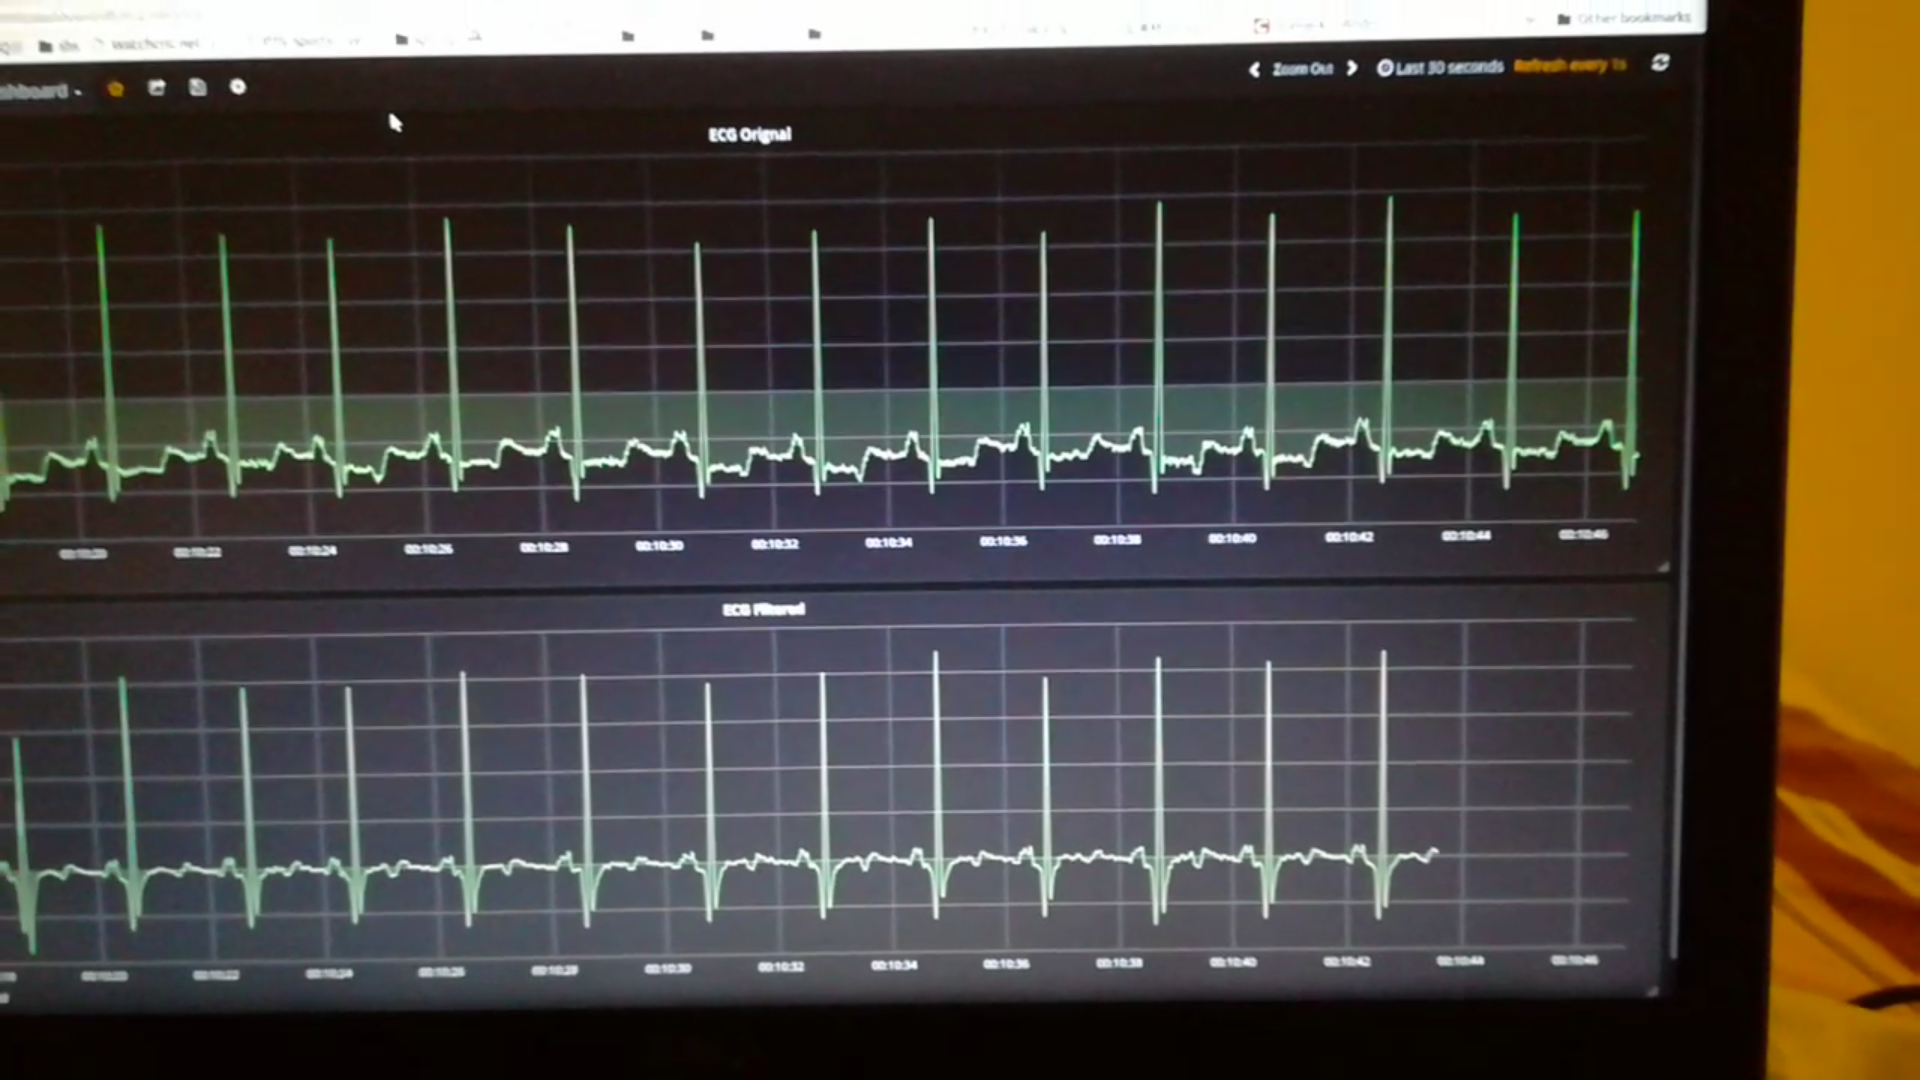 Other bookmarks
shboard
Zoom Out
Last 30 seconds
Refresh every 1s
ECG Orignal
00:10:20 00:10:22 00:10:24 00:10:26 00:10:28 00:10:30 00:10:32 00:10:34 00:10:36 00:10:38 00:10:40 00:10:42 00:10:44 00:10:46
ECG Filtered
00:10:20 00:10:22 00:10:24 00:10:26 00:10:28 00:10:30 00:10:32 00:10:34 00:10:36 00:10:38 00:10:40 00:10:42 00:10:44 00:10:46